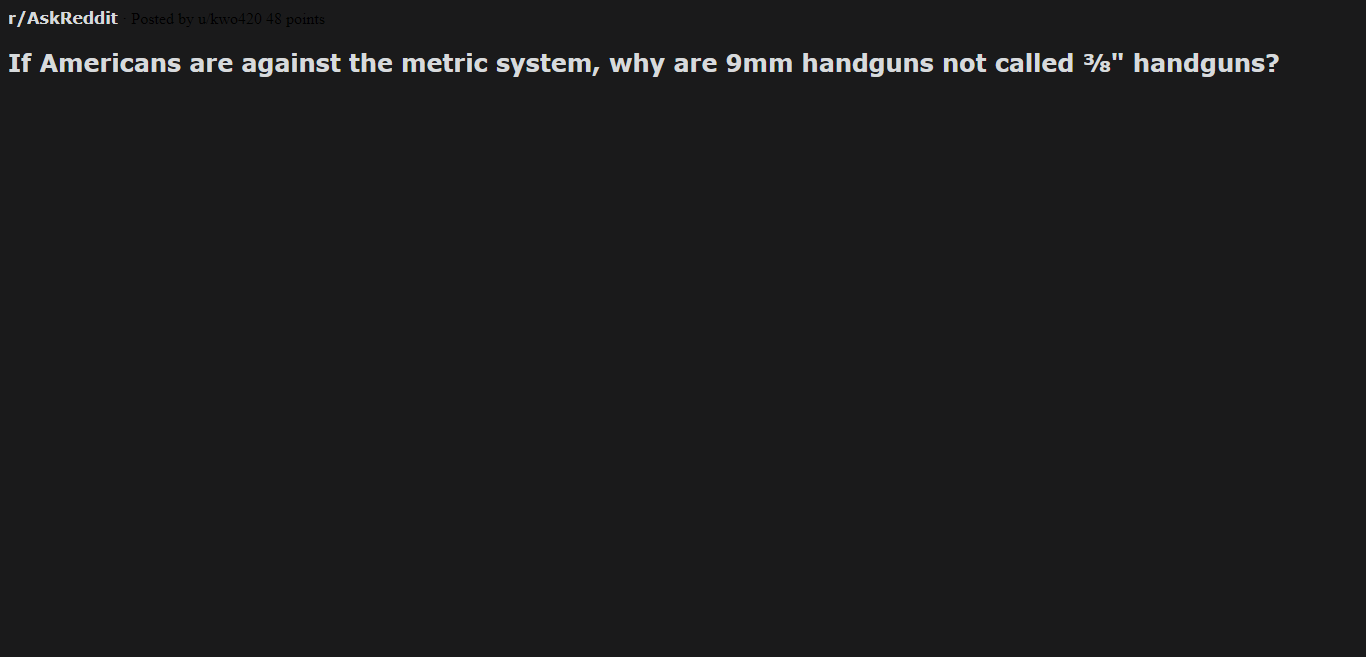 r/AskReddit · Posted by u/kwo420 48 points
If Americans are against the metric system, why are 9mm handguns not called ⅜" handguns?